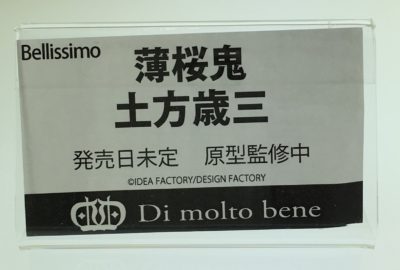 Bellissimo
薄桜鬼
土方歳三
発売日未定　原型監修中
©IDEA FACTORY/DESIGN FACTORY
Di molto bene